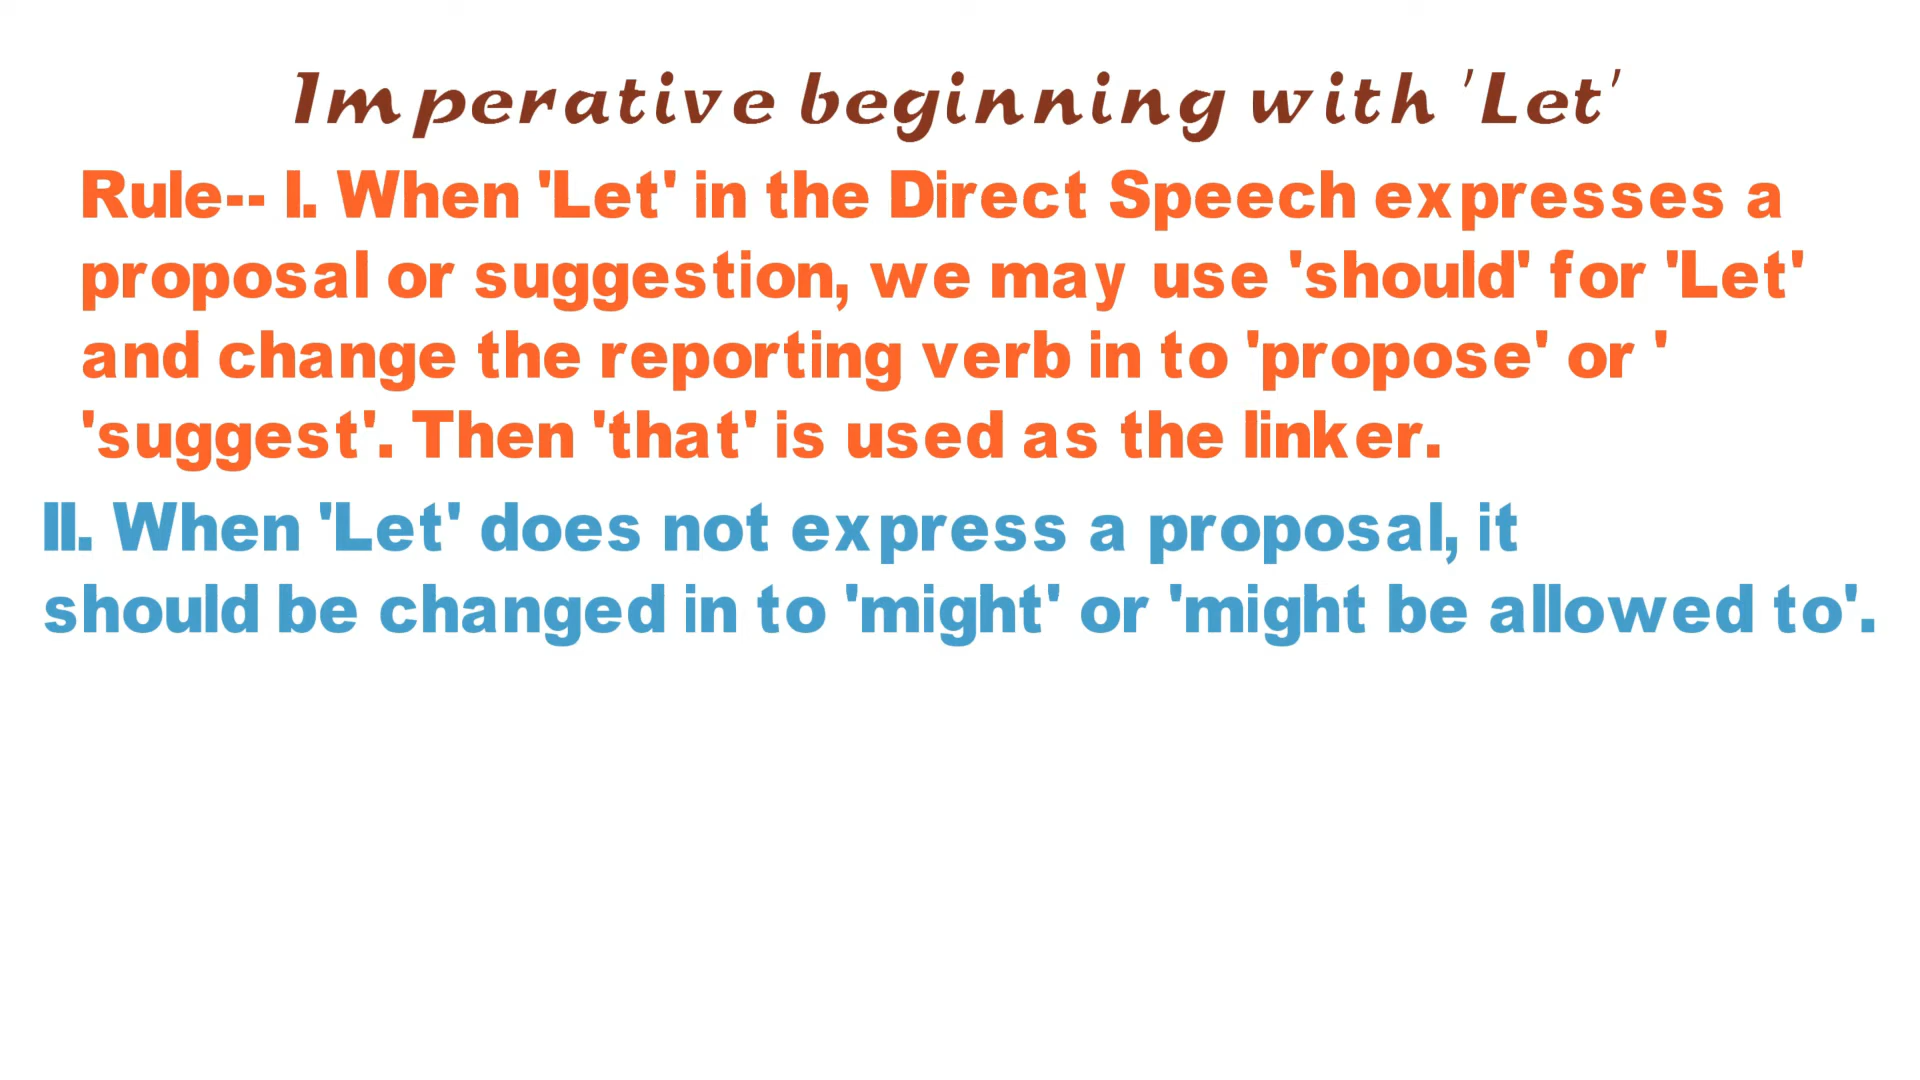 Imperative beginning with 'Let'
Rule-- I. When 'Let' in the Direct Speech expresses a
proposal or suggestion, we may use 'should' for 'Let'
and change the reporting verb in to 'propose' or '
'suggest'. Then 'that' is used as the linker.
II. When 'Let' does not express a proposal, it
should be changed in to 'might' or 'might be allowed to'.